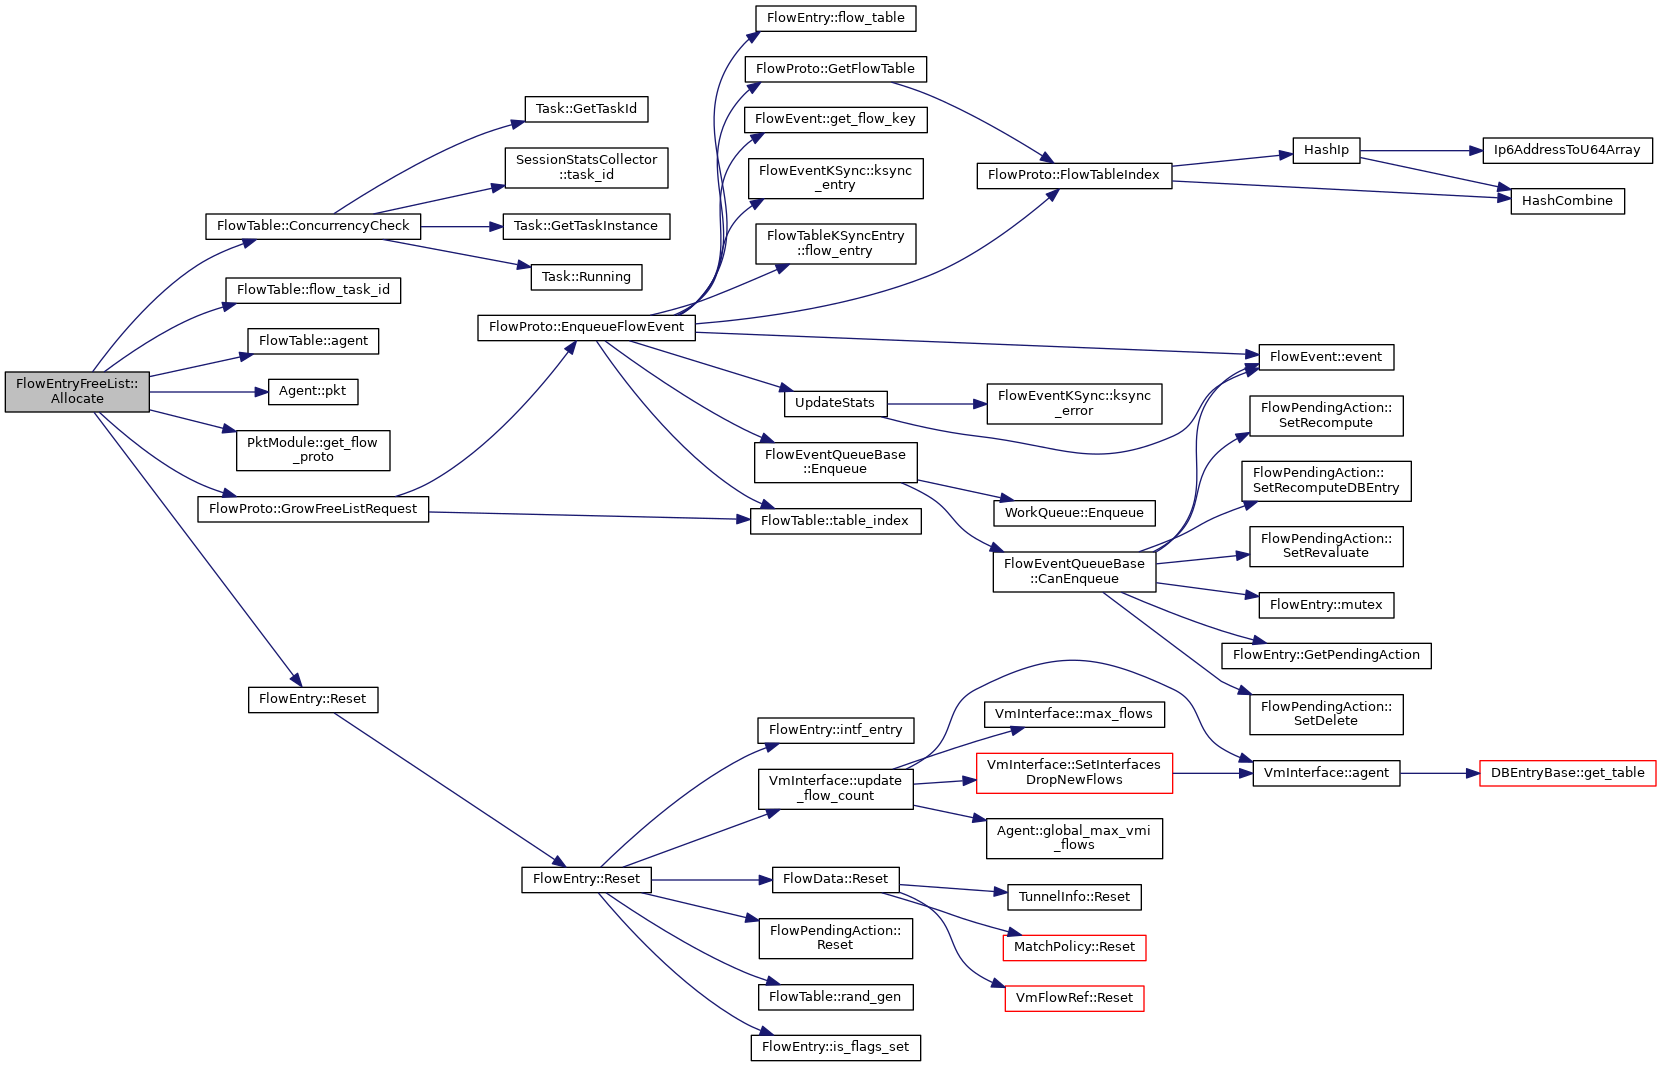 FlowEntryFreeList::
Allocate
FlowTable::ConcurrencyCheck
FlowTable::flow_task_id
FlowTable::agent
Agent::pkt
PktModule::get_flow
_proto
FlowProto::GrowFreeListRequest
FlowEntry::Reset
Task::GetTaskId
SessionStatsCollector
::task_id
Task::GetTaskInstance
Task::Running
FlowProto::EnqueueFlowEvent
FlowEntry::Reset
FlowEntry::flow_table
FlowProto::GetFlowTable
FlowEvent::get_flow_key
FlowEventKSync::ksync
_entry
FlowTableKSyncEntry
::flow_entry
UpdateStats
FlowEventQueueBase
::Enqueue
FlowTable::table_index
FlowEntry::intf_entry
VmInterface::update
_flow_count
FlowData::Reset
FlowPendingAction::
Reset
FlowTable::rand_gen
FlowEntry::is_flags_set
FlowProto::FlowTableIndex
FlowEventKSync::ksync
_error
WorkQueue::Enqueue
FlowEventQueueBase
::CanEnqueue
VmInterface::max_flows
VmInterface::SetInterfaces
DropNewFlows
Agent::global_max_vmi
_flows
TunnelInfo::Reset
MatchPolicy::Reset
VmFlowRef::Reset
HashIp
FlowEvent::event
FlowPendingAction::
SetRecompute
FlowPendingAction::
SetRecomputeDBEntry
FlowPendingAction::
SetRevaluate
FlowEntry::mutex
FlowEntry::GetPendingAction
FlowPendingAction::
SetDelete
VmInterface::agent
Ip6AddressToU64Array
HashCombine
DBEntryBase::get_table